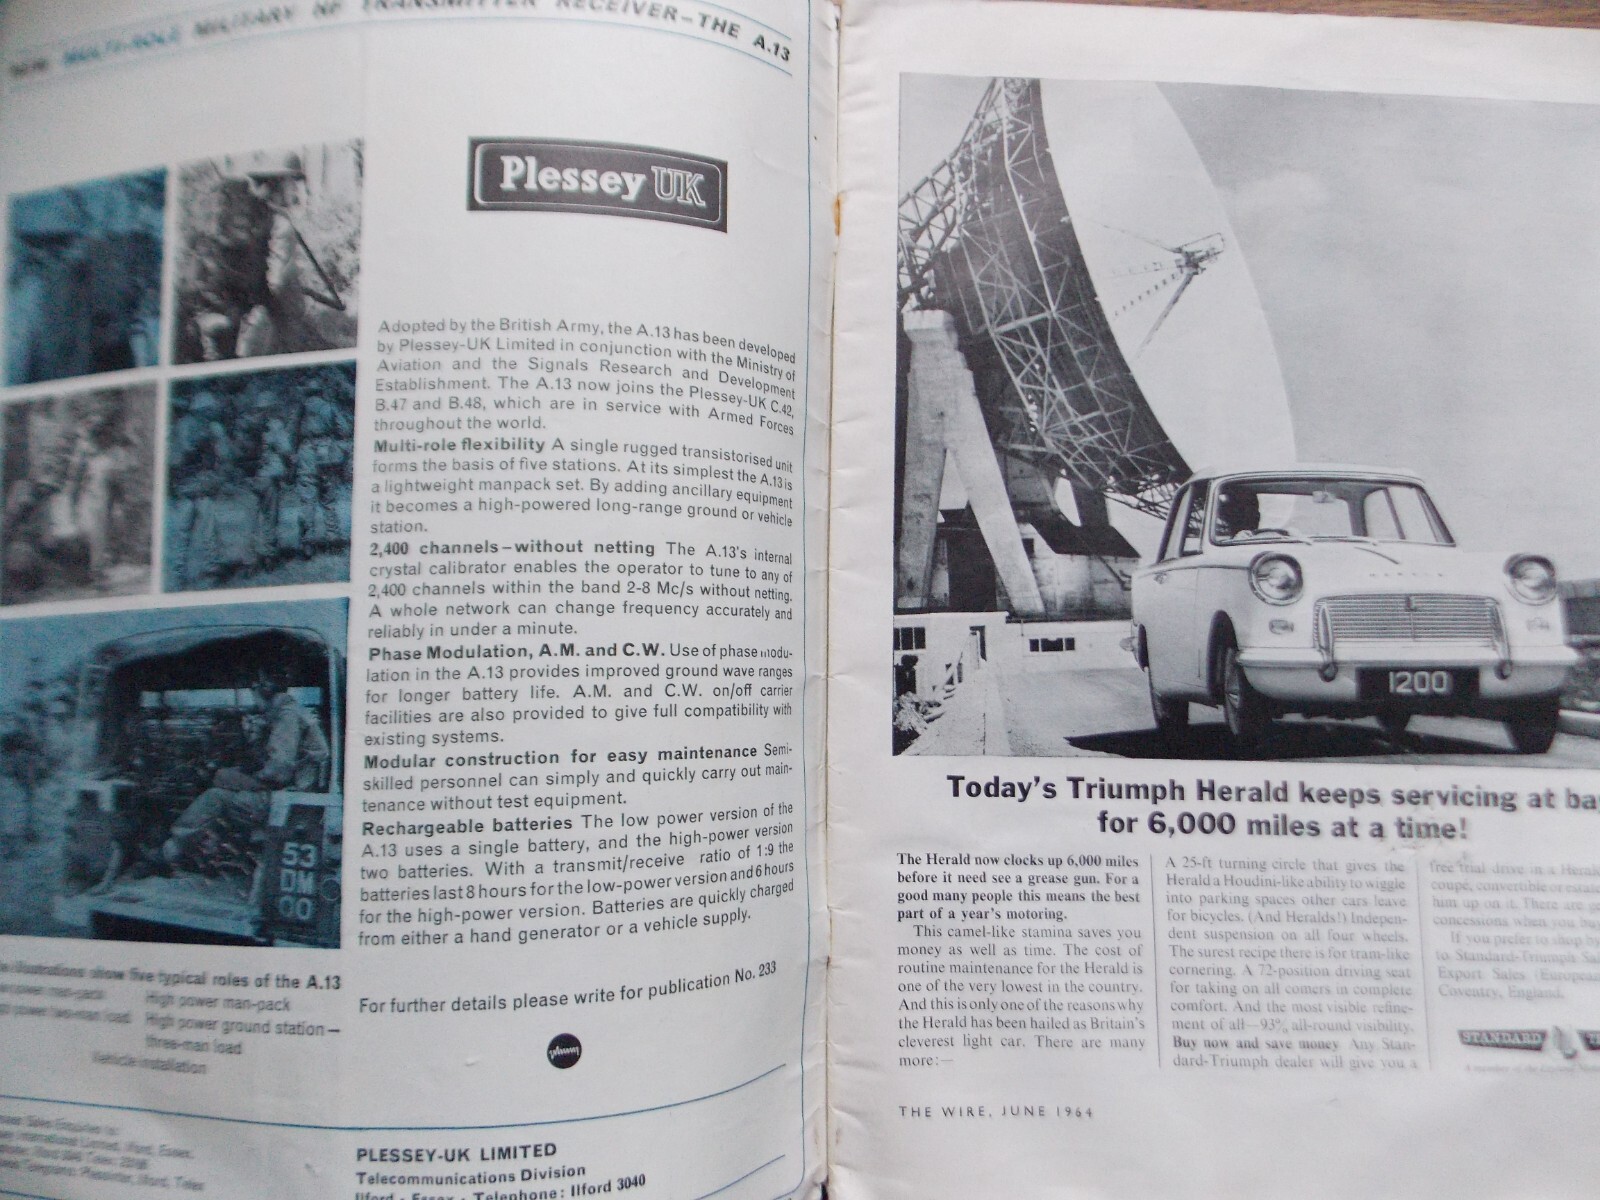 MULTI-ROLE MILITARY HF TRANSMITTER RECEIVER–THE A.13
Plessey UK
Adopted by the British Army, the A.13 has been developed
by Plessey-UK Limited in conjunction with the Ministry of
Aviation and the Signals Research and Development
Establishment. The A.13 now joins the Plessey-UK C.42,
B.47 and B.48, which are in service with Armed Forces
throughout the world.
Multi-role flexibility A single rugged transistorised unit
forms the basis of five stations. At its simplest the A.13 is
a lightweight manpack set. By adding ancillary equipment
it becomes a high-powered long-range ground or vehicle
station.
2,400 channels–without netting The A.13's internal
crystal calibrator enables the operator to tune to any of
2,400 channels within the band 2-8 Mc/s without netting.
A whole network can change frequency accurately and
reliably in under a minute.
Phase Modulation, A.M. and C.W. Use of phase modu-
lation in the A.13 provides improved ground wave ranges
for longer battery life. A.M. and C.W. on/off carrier
facilities are also provided to give full compatibility with
existing systems.
Modular construction for easy maintenance Semi-
skilled personnel can simply and quickly carry out main-
tenance without test equipment.
Rechargeable batteries The low power version of the
A.13 uses a single battery, and the high-power version
two batteries. With a transmit/receive ratio of 1:9 the
batteries last 8 hours for the low-power version and 6 hours
for the high-power version. Batteries are quickly charged
from either a hand generator or a vehicle supply.
For further details please write for publication No. 233
53
DM
00
illustrations show five typical roles of the A.13
power man-pack
High power man-pack
power two-man load
High power ground station—
three-man load
Vehicle installation
PLESSEY-UK LIMITED
Telecommunications Division
Ilford · Essex · Telephone: Ilford 3040
1200
Today's Triumph Herald keeps servicing at ba
for 6,000 miles at a time!
The Herald now clocks up 6,000 miles
before it need see a grease gun. For a
good many people this means the best
part of a year's motoring.
This camel-like stamina saves you
money as well as time. The cost of
routine maintenance for the Herald is
one of the very lowest in the country.
And this is only one of the reasons why
the Herald has been hailed as Britain's
cleverest light car. There are many
more:—
A 25-ft turning circle that gives the
Herald a Houdini-like ability to wiggle
into parking spaces other cars leave
for bicycles. (And Heralds!) Indepen-
dent suspension on all four wheels.
The surest recipe there is for tram-like
cornering. A 72-position driving seat
for taking on all comers in complete
comfort. And the most visible refine-
ment of all—93% all-round visibility.
Buy now and save money Any Stan-
dard-Triumph dealer will give you a
free trial drive in a Herald
coupé, convertible or estate
him up on it. There are
concessions when you buy
If you prefer to shop by
to Standard-Triumph Sal
Export Sales (European
Coventry, England.
STANDARD
THE WIRE, JUNE 1964